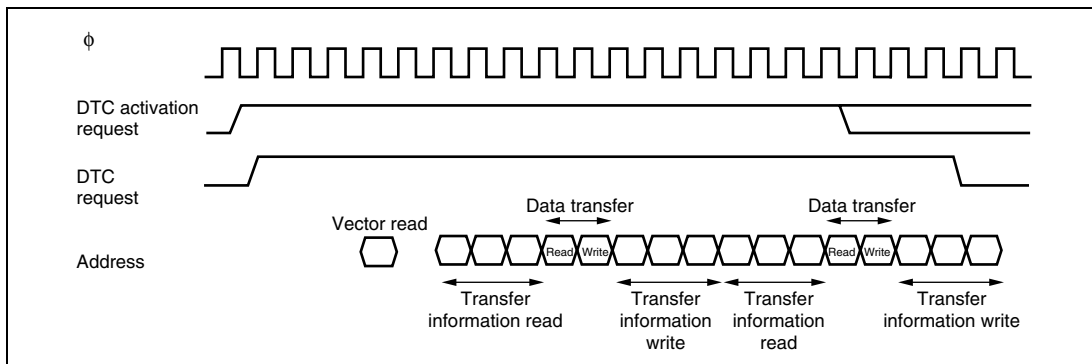 ϕ
DTC activation
request
DTC
request
Data transfer
Data transfer
Vector read
Address
Read
Write
Read
Write
Transfer
information read
Transfer
information
write
Transfer
information
read
Transfer
information write